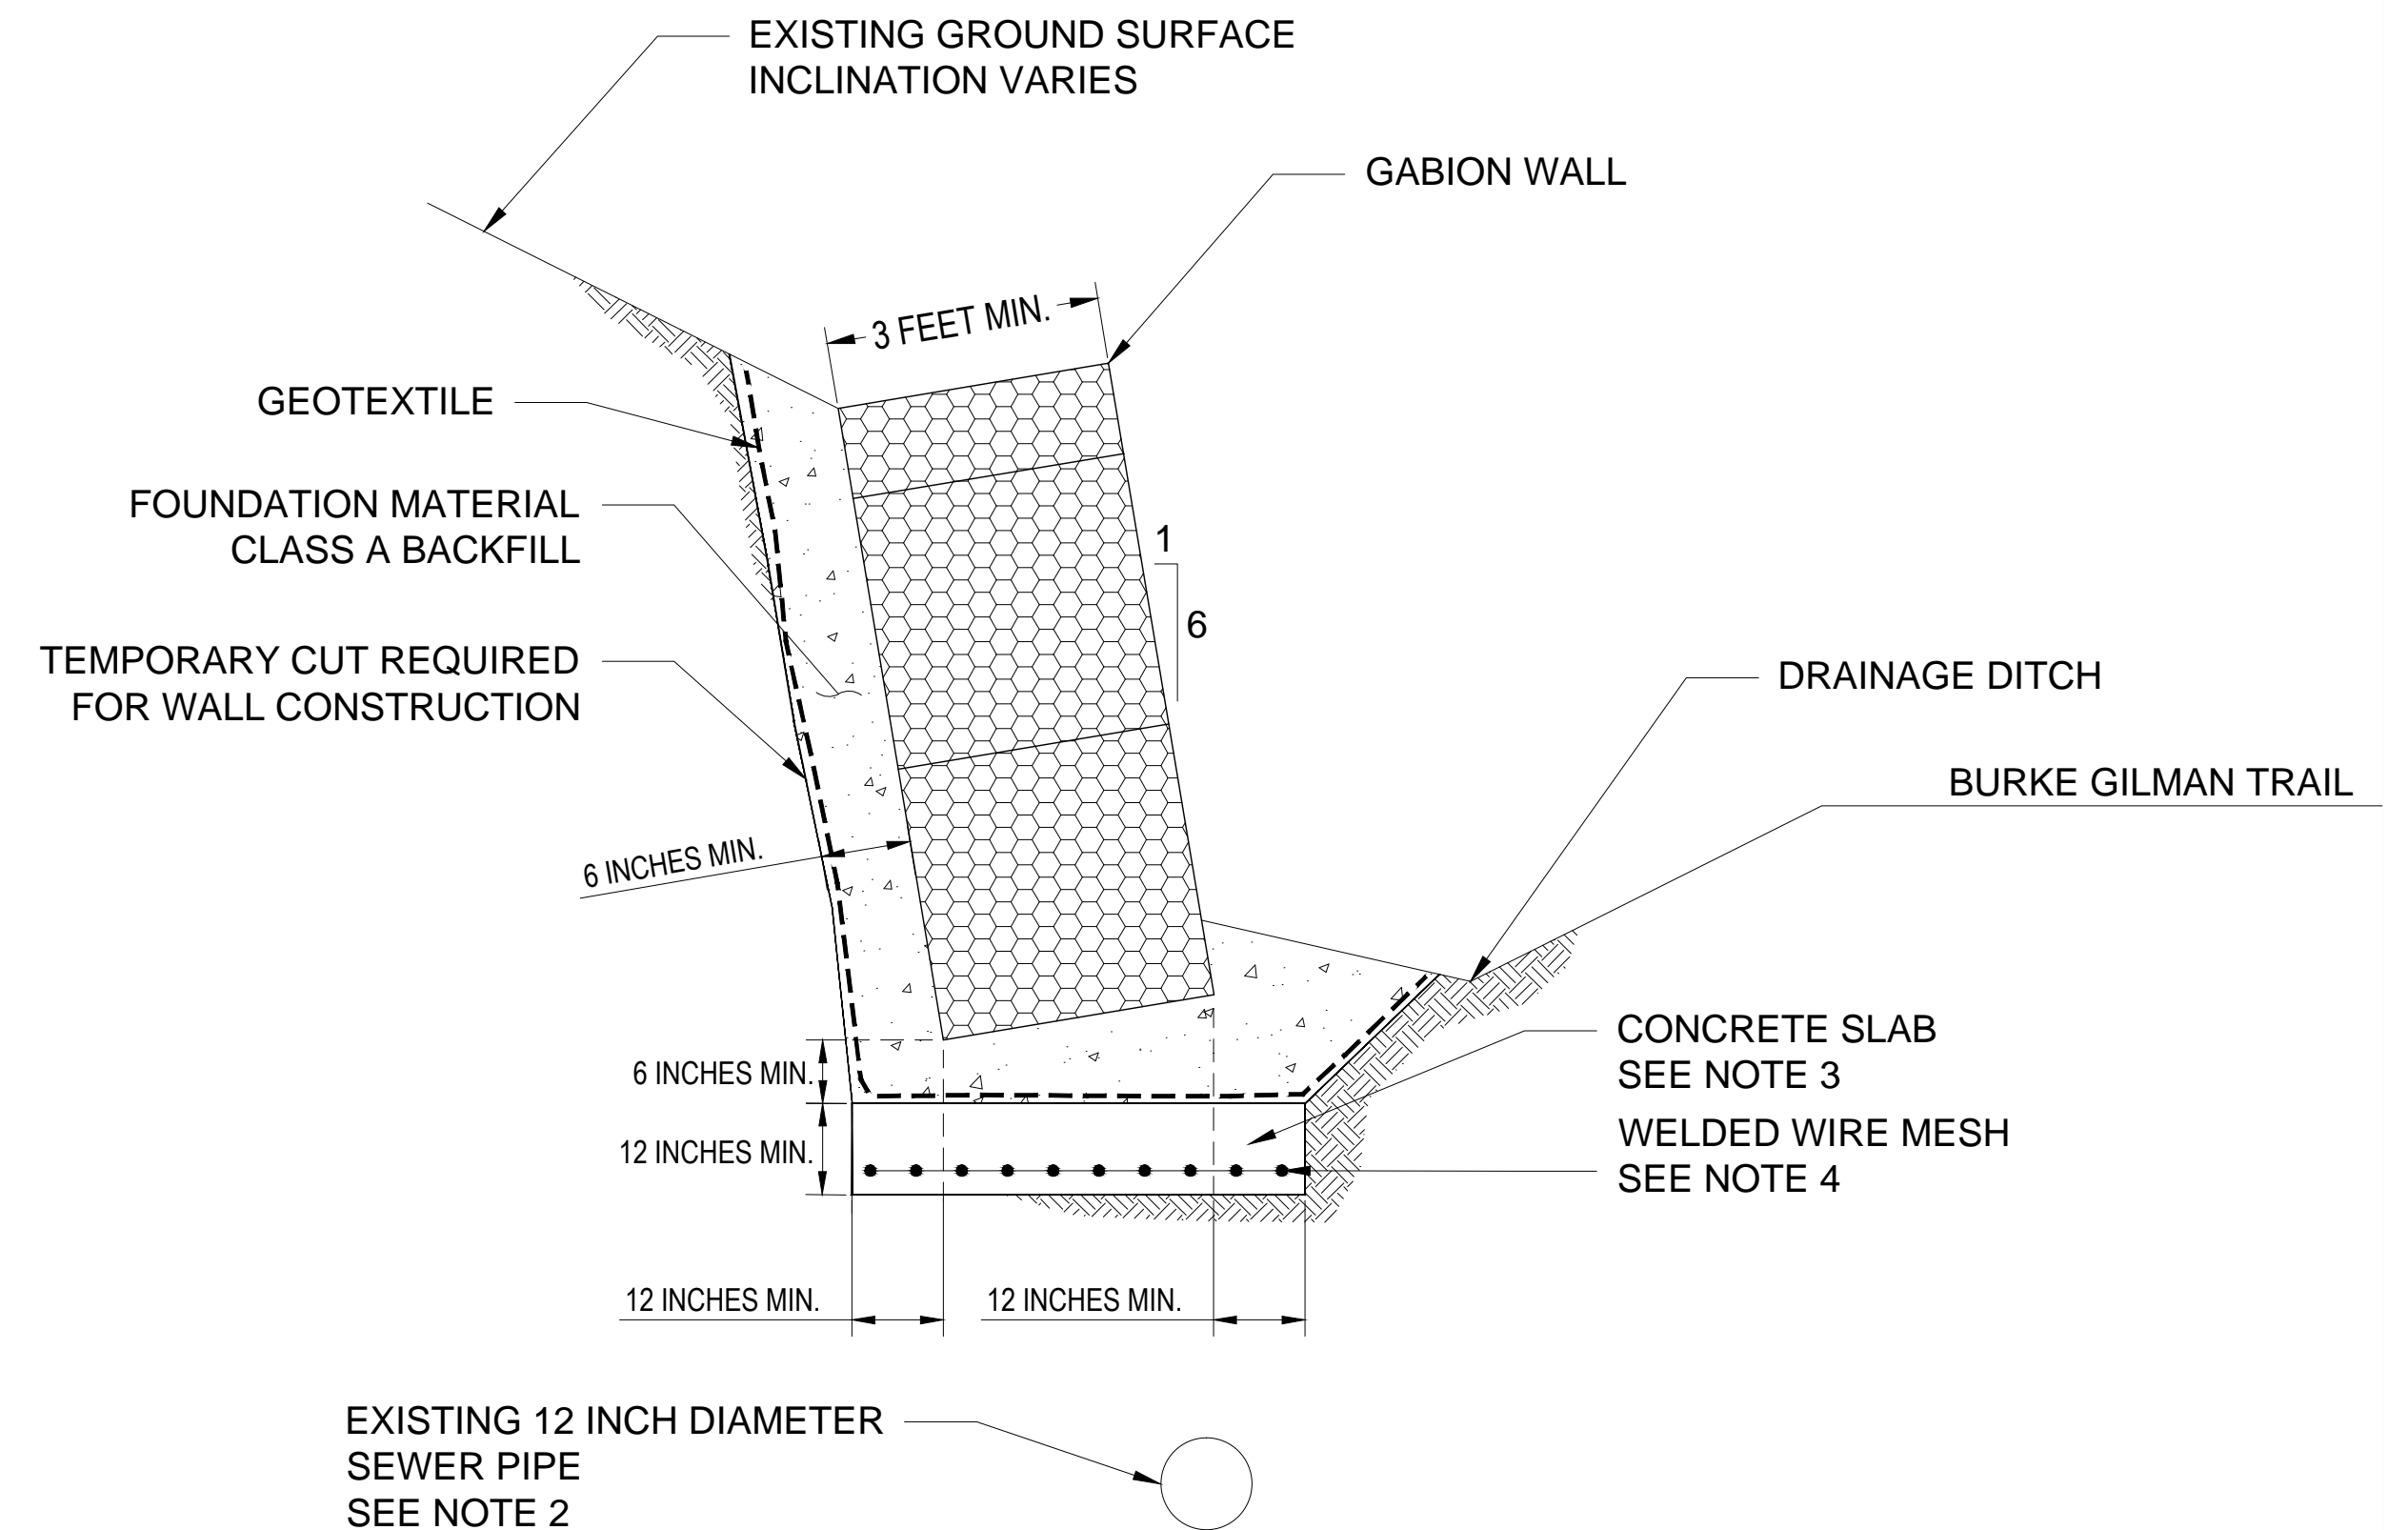 EXISTING GROUND SURFACE
INCLINATION VARIES
GABION WALL
3 FEET MIN.
GEOTEXTILE
FOUNDATION MATERIAL
CLASS A BACKFILL
1
6
TEMPORARY CUT REQUIRED
FOR WALL CONSTRUCTION
DRAINAGE DITCH
BURKE GILMAN TRAIL
6 INCHES MIN.
CONCRETE SLAB
SEE NOTE 3
6 INCHES MIN.
WELDED WIRE MESH
SEE NOTE 4
12 INCHES MIN.
12 INCHES MIN.
12 INCHES MIN.
EXISTING 12 INCH DIAMETER
SEWER PIPE
SEE NOTE 2